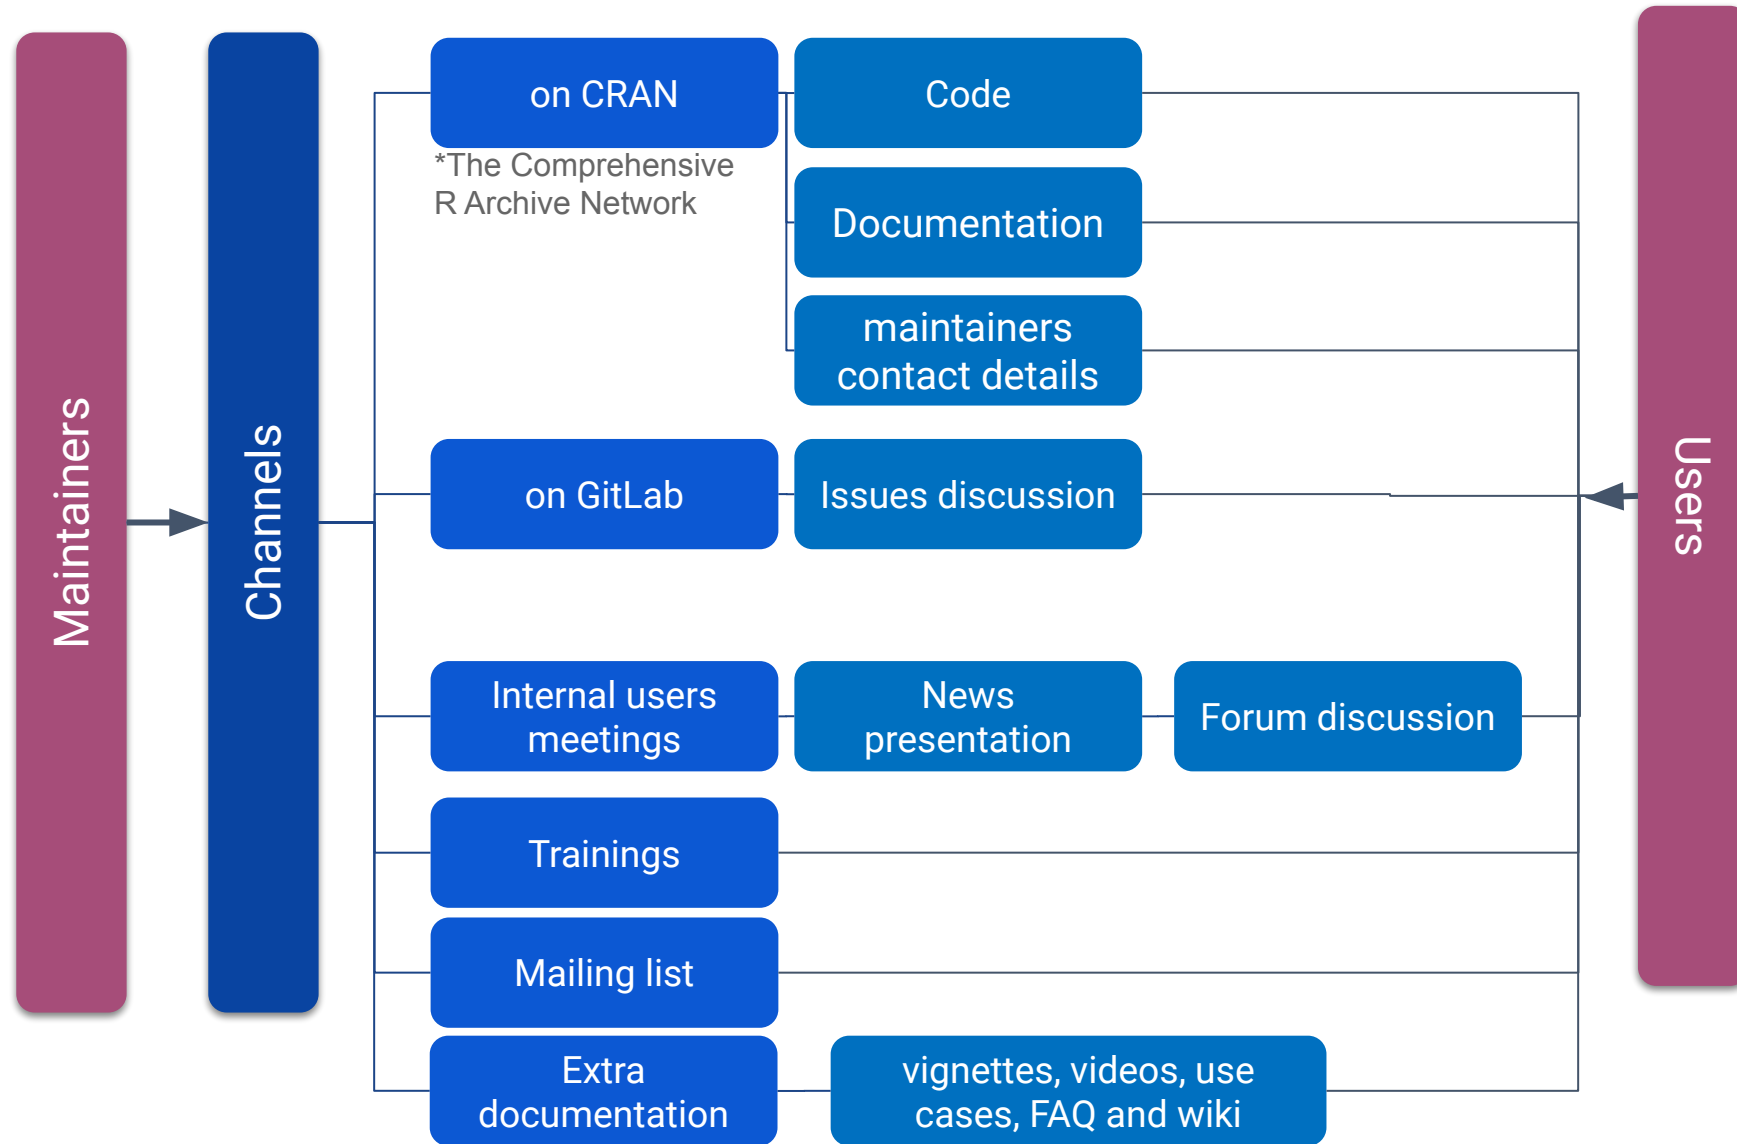 Maintainers
Channels
on CRAN
*The Comprehensive
R Archive Network
Code
Documentation
maintainers
contact details
on GitLab
Issues discussion
Internal users
meetings
News
presentation
Forum discussion
Trainings
Mailing list
Extra
documentation
vignettes, videos, use
cases, FAQ and wiki
Users